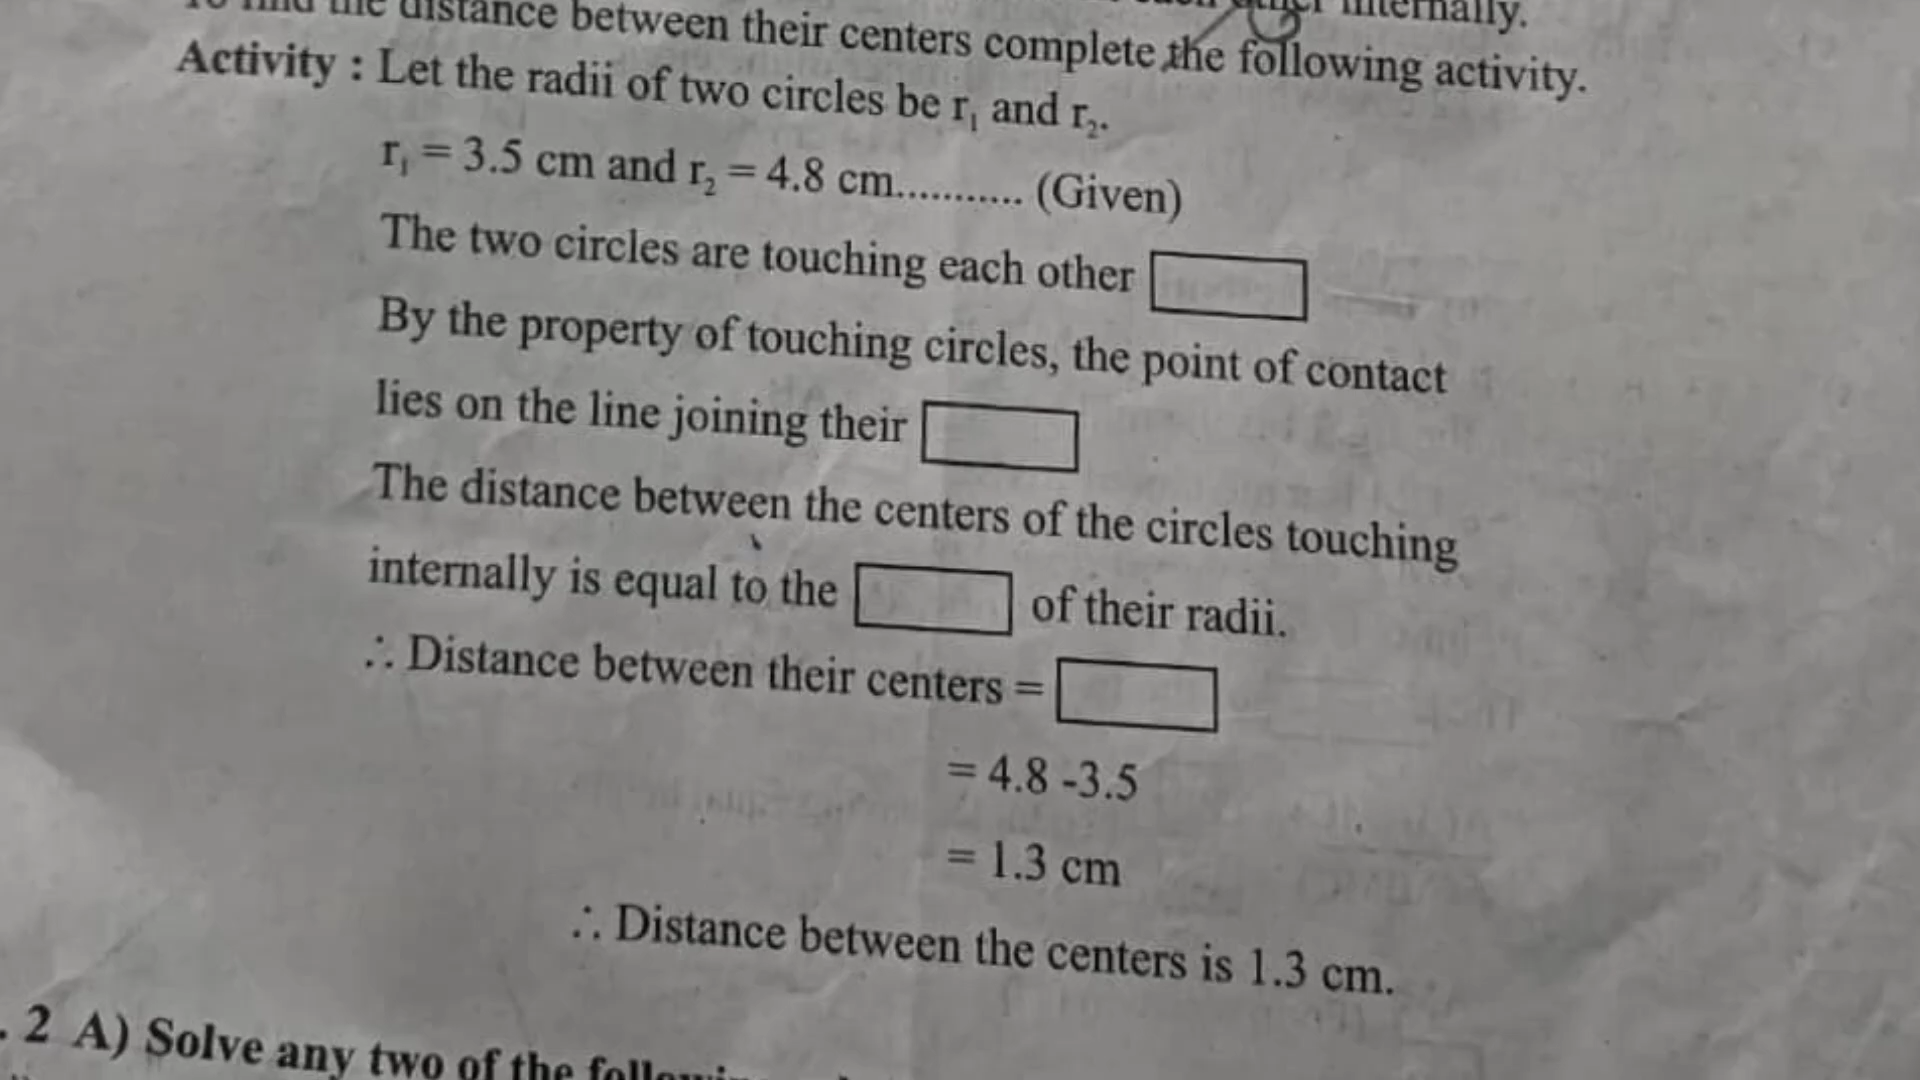 the distance between their centers complete the following activity.
Activity : Let the radii of two circles be r₁ and r₂.
r₁ = 3.5 cm and r₂ = 4.8 cm........... (Given)
The two circles are touching each other
By the property of touching circles, the point of contact
lies on the line joining their
The distance between the centers of the circles touching
internally is equal to the of their radii.
∴ Distance between their centers =
= 4.8 -3.5
= 1.3 cm
∴ Distance between the centers is 1.3 cm.
. 2 A) Solve any two of the